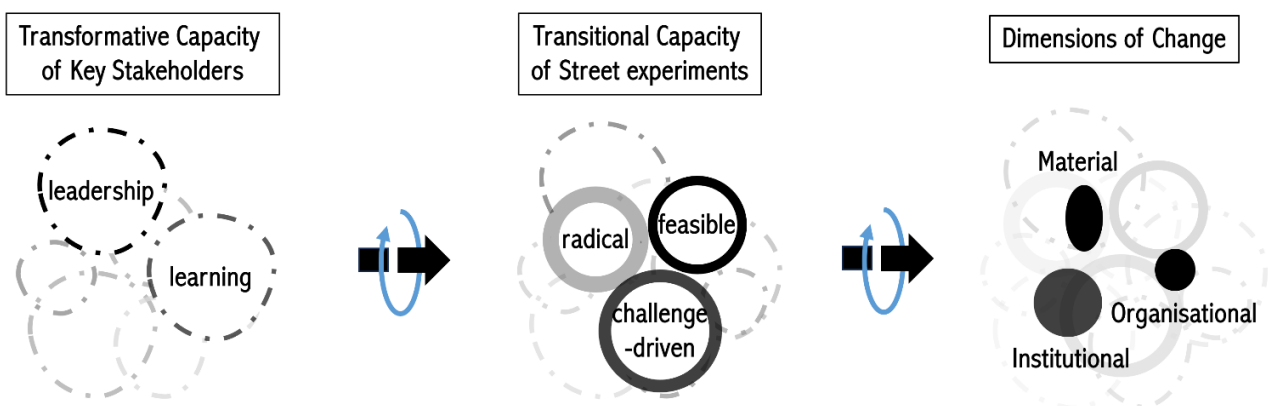 Transformative Capacity
of Key Stakeholders
leadership
learning
Transitional Capacity
of Street experiments
radical
feasible
challenge
-driven
Dimensions of Change
Material
Organisational
Institutional